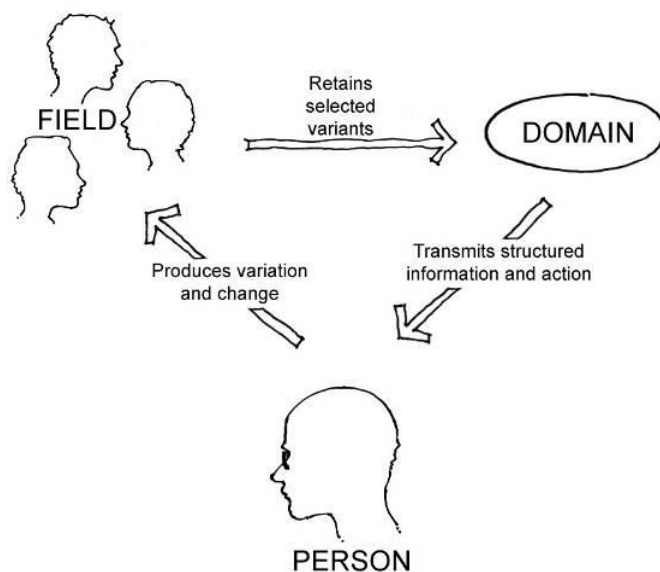 Retains
selected
variants
FIELD
DOMAIN
Transmits structured
information and action
Produces variation
and change
PERSON